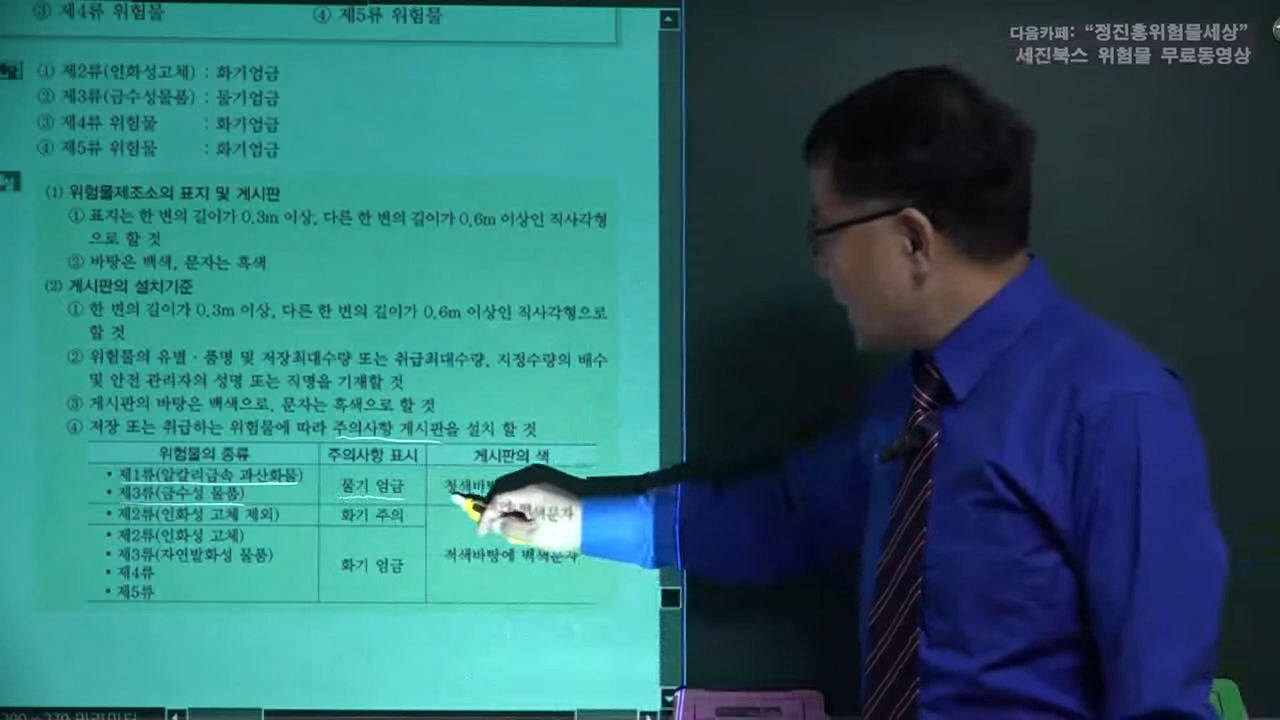 ③ 제4류 위험물 ④ 제5류 위험물
다음카페: “정진홍위험물세상”
세진북스 위험물 무료동영상
① 제2류(인화성고체) : 화기엄금
② 제3류(금수성물품) : 물기엄금
③ 제4류 위험물 : 화기엄금
④ 제5류 위험물 : 화기엄금
(1) 위험물제조소의 표지 및 게시판
① 표지는 한 변의 길이가 0.3m 이상, 다른 한 변의 길이가 0.6m 이상인 직사각형
으로 할 것
② 바탕은 백색, 문자는 흑색
(2) 게시판의 설치기준
① 한 변의 길이가 0.3m 이상, 다른 한 변의 길이가 0.6m 이상인 직사각형으로
할 것
② 위험물의 유별·품명 및 저장최대수량 또는 취급최대수량, 지정수량의 배수
및 안전 관리자의 성명 또는 직명을 기재할 것
③ 게시판의 바탕은 백색으로, 문자는 흑색으로 할 것
④ 저장 또는 취급하는 위험물에 따라 주의사항 게시판을 설치 할 것
위험물의 종류 주의사항 표시 게시판의 색
• 제1류(알칼리금속 과산화물)
• 제3류(금수성 물품) 물기 엄금
• 제2류(인화성 고체 제외) 화기 주의 백색문자
• 제2류(인화성 고체)
• 제3류(자연발화성 물품) 화기 엄금 적색바탕에 백색문자
• 제4류
• 제5류